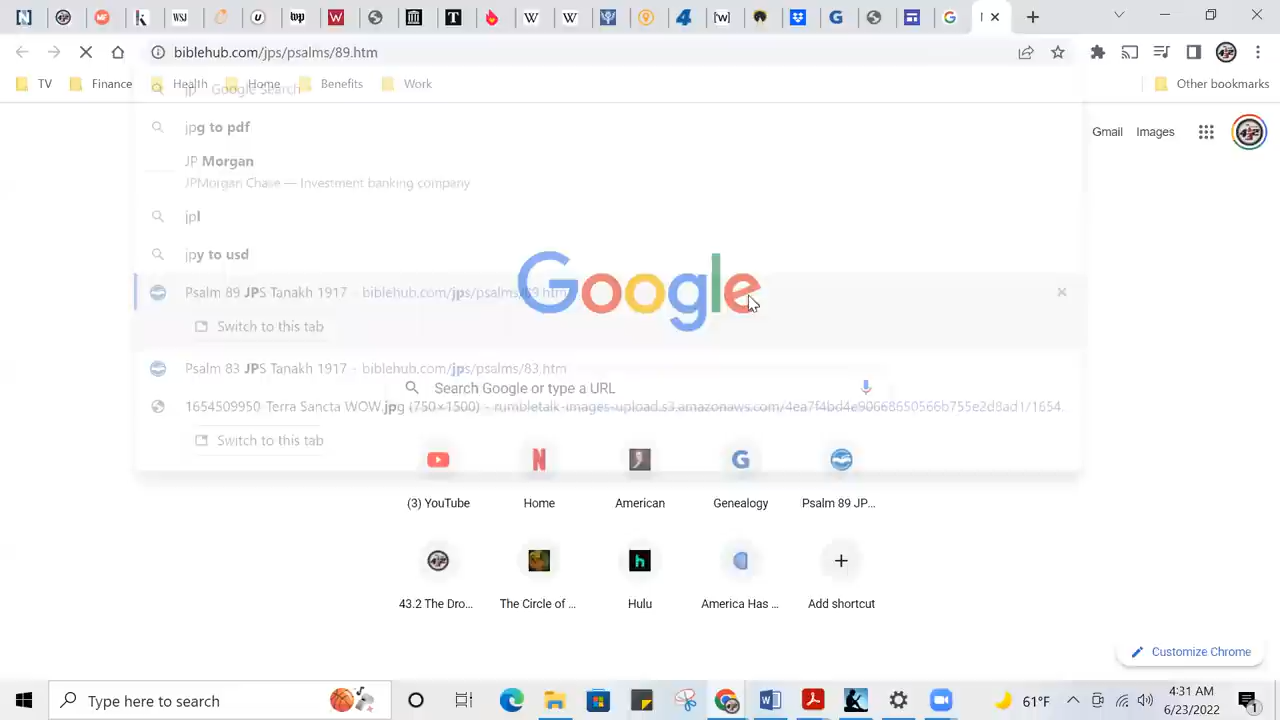 biblehub.com/jps/psalms/89.htm
TV Finance Health Home Benefits Work Other bookmarks
jp - Google Search
jpg to pdf
Gmail Images
JP Morgan
JPMorgan Chase — Investment banking company
jpl
jpy to usd
Google
Psalm 89 JPS Tanakh 1917 - biblehub.com/jps/psalms/89.htm
Switch to this tab
Psalm 83 JPS Tanakh 1917 - biblehub.com/jps/psalms/83.htm
Search Google or type a URL
1654509950 Terra Sancta WOW.jpg (750×1500) - rumbletalk-images-upload.s3.amazonaws.com/
Switch to this tab
(3) YouTube Home American Genealogy Psalm 89 JP...
43.2 The Dro... The Circle of ... Hulu America Has ... Add shortcut
Customize Chrome
Type here to search
61°F
4:31 AM
6/23/2022